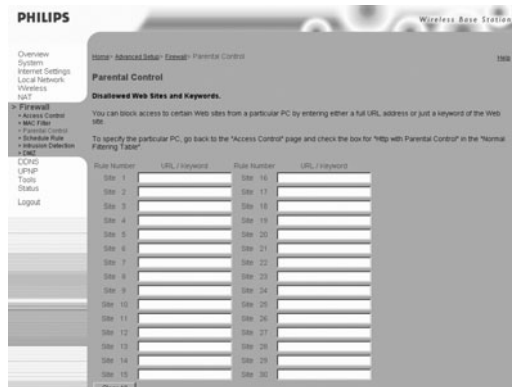 PHILIPS
Wireless Base Station
Overview
System
Internet Settings
Local Network
Wireless
NAT
> Firewall
• Access Control
• MAC Filter
• Parental Control
• Schedule Rule
• Intrusion Detection
• DMZ
DDNS
UPNP
Tools
Status
Logout
Home> Advanced Setup> Firewall> Parental Control
Help
Parental Control
Disallowed Web Sites and Keywords.
You can block access to certain Web sites from a particular PC by entering either a full URL address or just a keyword of the Web
site.
To specify the particular PC, go back to the "Access Control" page and check the box for "Http with Parental Control" in the "Normal
Filtering Table"
Rule Number URL / Keyword Rule Number URL / Keyword
Site 1 Site 16
Site 2 Site 17
Site 3 Site 18
Site 4 Site 19
Site 5 Site 20
Site 6 Site 21
Site 7 Site 22
Site 8 Site 23
Site 9 Site 24
Site 10 Site 25
Site 11 Site 26
Site 12 Site 27
Site 13 Site 28
Site 14 Site 29
Site 15 Site 30